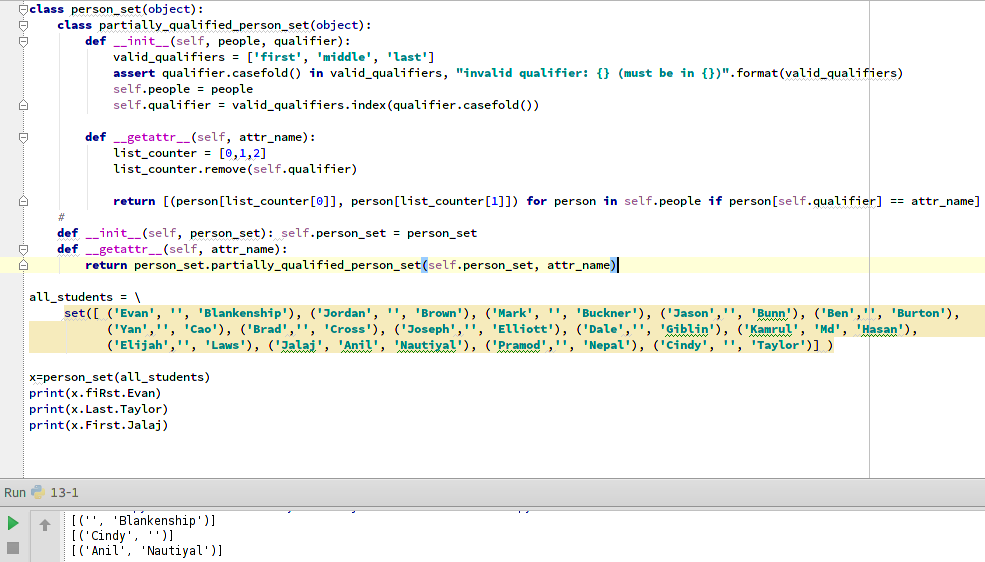 class person_set(object):
    class partially_qualified_person_set(object):
        def __init__(self, people, qualifier):
            valid_qualifiers = ['first', 'middle', 'last']
            assert qualifier.casefold() in valid_qualifiers, "invalid qualifier: {} (must be in {})".format(valid_qualifiers)
            self.people = people
            self.qualifier = valid_qualifiers.index(qualifier.casefold())
        def __getattr__(self, attr_name):
            list_counter = [0,1,2]
            list_counter.remove(self.qualifier)
            return [(person[list_counter[0]], person[list_counter[1]]) for person in self.people if person[self.qualifier] == attr_name]
    #
    def __init__(self, person_set): self.person_set = person_set
    def __getattr__(self, attr_name):
        return person_set.partially_qualified_person_set(self.person_set, attr_name)
all_students = \
     set([ ('Evan', '', 'Blankenship'), ('Jordan', '', 'Brown'), ('Mark', '', 'Buckner'), ('Jason','', 'Bunn'), ('Ben','', 'Burton'),
           ('Yan','', 'Cao'), ('Brad','', 'Cross'), ('Joseph','', 'Elliott'), ('Dale','', 'Giblin'), ('Kamrul', 'Md', 'Hasan'),
           ('Elijah','', 'Laws'), ('Jalaj', 'Anil', 'Nautiyal'), ('Pramod','', 'Nepal'), ('Cindy', '', 'Taylor')] )
x=person_set(all_students)
print(x.fiRst.Evan)
print(x.Last.Taylor)
print(x.First.Jalaj)
Run 13-1
[('', 'Blankenship')]
[('Cindy', '')]
[('Anil', 'Nautiyal')]